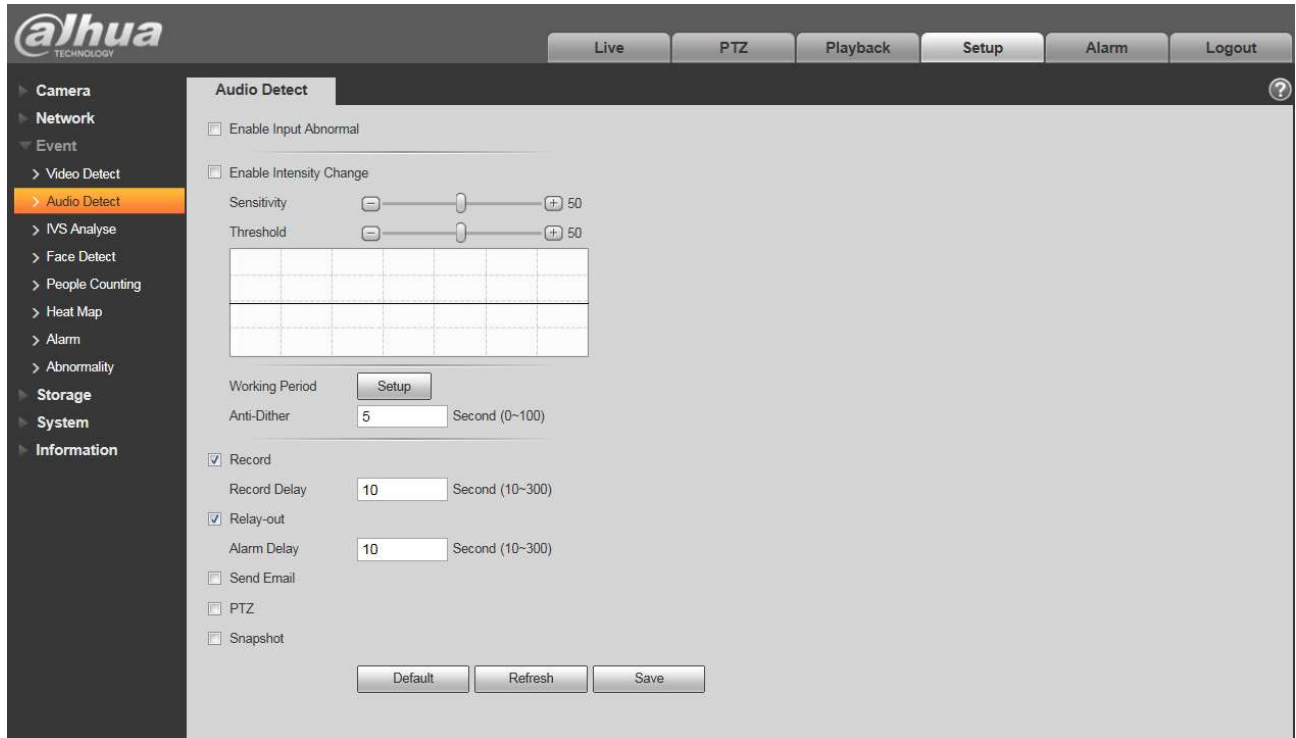 alhua
TECHNOLOGY
Live
PTZ
Playback
Setup
Alarm
Logout
Camera
Network
Event
Video Detect
Audio Detect
IVS Analyse
Face Detect
People Counting
Heat Map
Alarm
Abnormality
Storage
System
Information
Audio Detect
?
Enable Input Abnormal
Enable Intensity Change
Sensitivity 50
Threshold 50
Working Period Setup
Anti-Dither 5 Second (0~100)
Record
Record Delay 10 Second (10~300)
Relay-out
Alarm Delay 10 Second (10~300)
Send Email
PTZ
Snapshot
Default Refresh Save